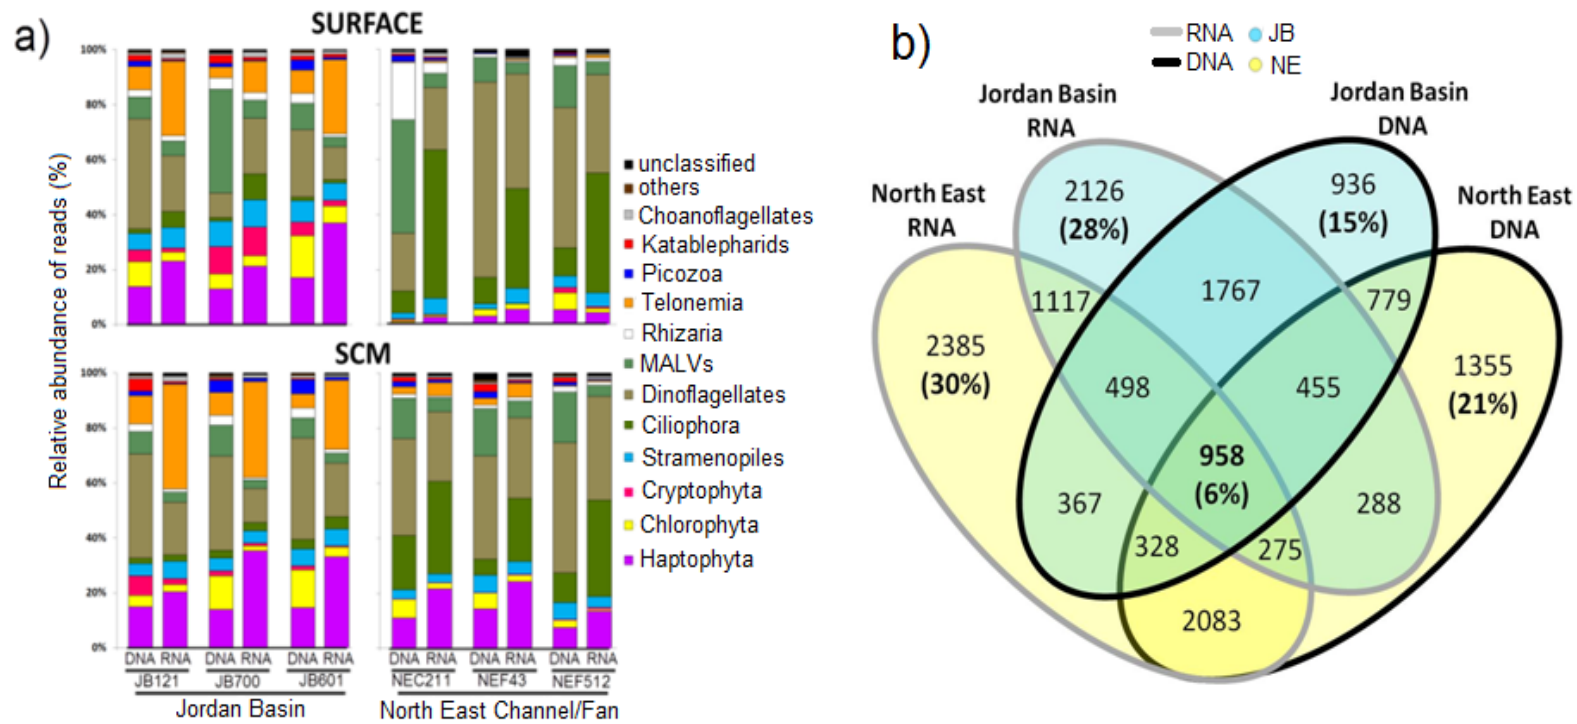 a)
SURFACE
Relative abundance of reads (%)
100%
80%
60%
40%
20%
0%
SCM
100%
80%
60%
40%
20%
0%
DNA RNA DNA RNA DNA RNA
JB121 JB700 JB601
Jordan Basin
DNA RNA DNA RNA DNA RNA
NEC211 NEF43 NEF512
North East Channel/Fan
unclassified
others
Choanoflagellates
Katablepharids
Picozoa
Telonemia
Rhizaria
MALVs
Dinoflagellates
Ciliophora
Stramenopiles
Cryptophyta
Chlorophyta
Haptophyta
b)
RNA JB
DNA NE
Jordan Basin
RNA
Jordan Basin
DNA
North East
RNA
North East
DNA
2126
(28%)
936
(15%)
1117
1767
779
2385
(30%)
1355
(21%)
498
455
958
(6%)
367
288
328
275
2083